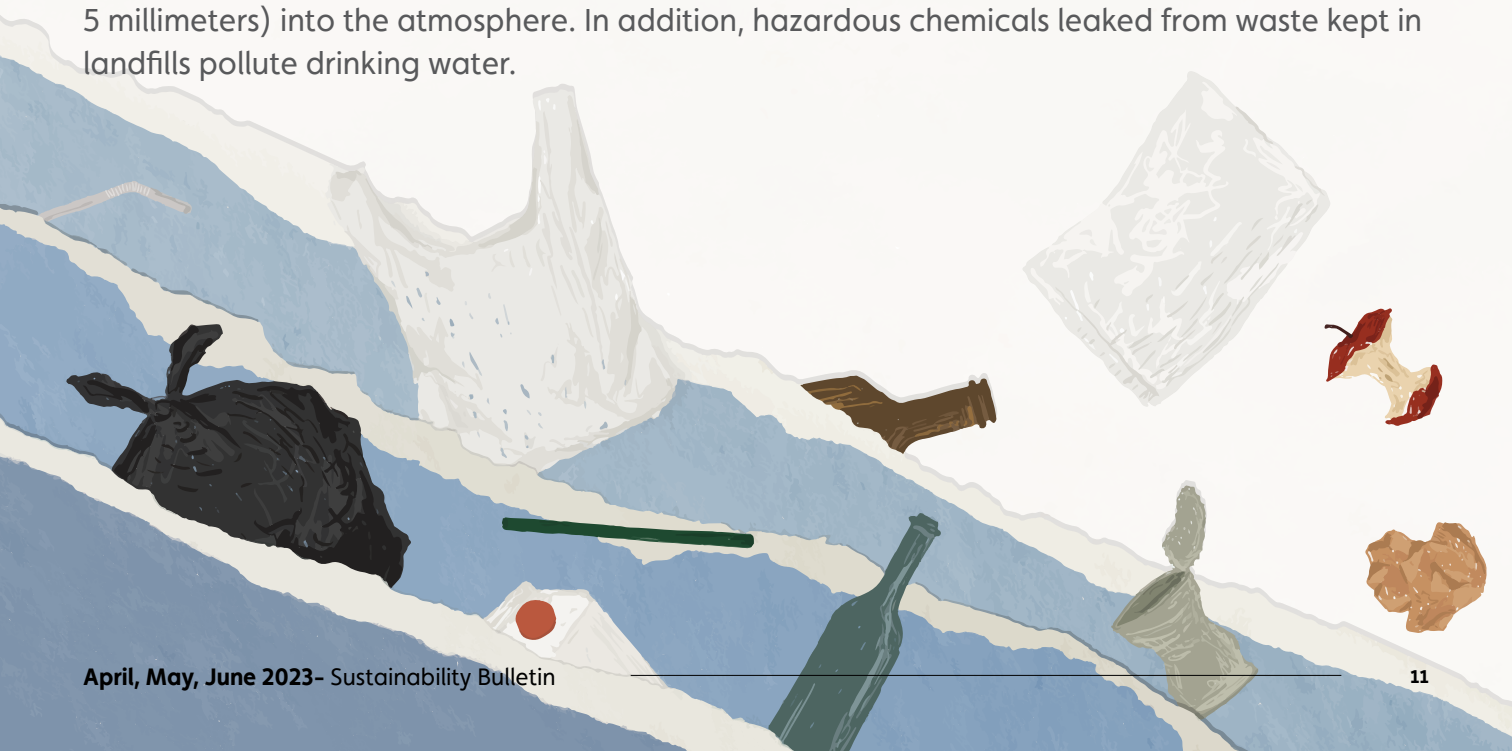 5 millimeters) into the atmosphere. In addition, hazardous chemicals leaked from waste kept in
landfills pollute drinking water.
April, May, June 2023– Sustainability Bulletin
11